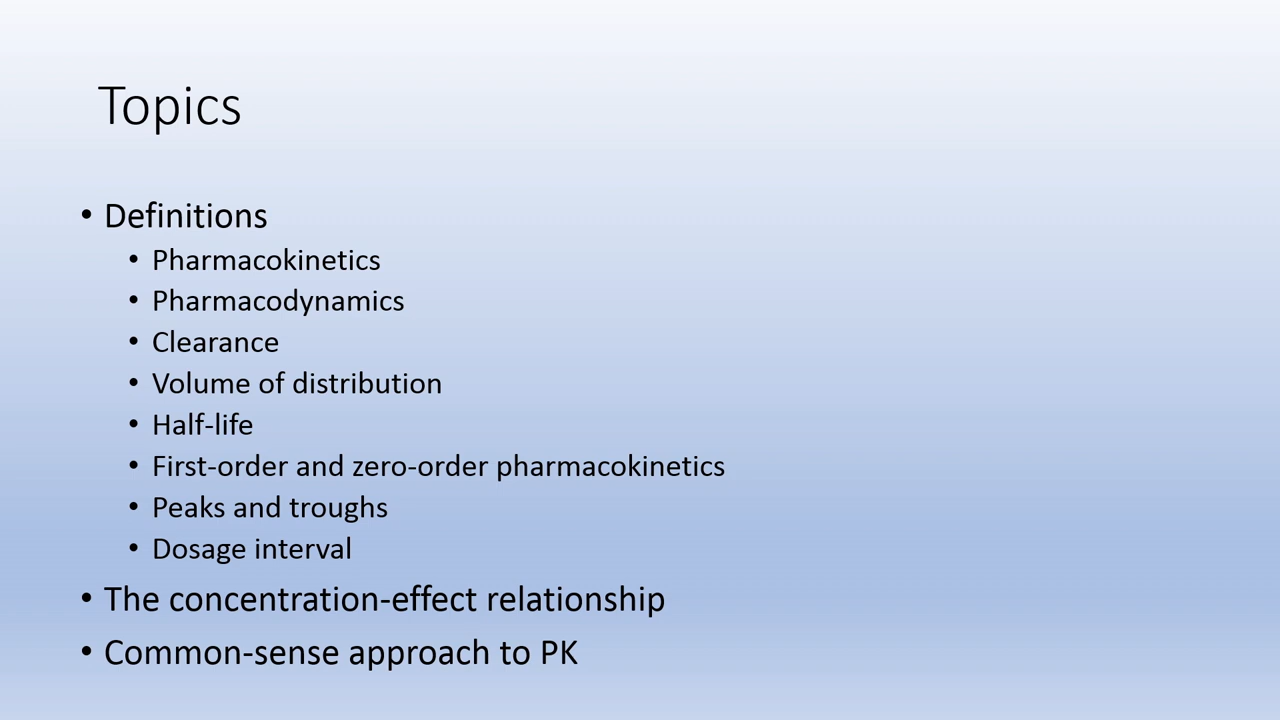 Topics
• Definitions
• Pharmacokinetics
• Pharmacodynamics
• Clearance
• Volume of distribution
• Half-life
• First-order and zero-order pharmacokinetics
• Peaks and troughs
• Dosage interval
• The concentration-effect relationship
• Common-sense approach to PK